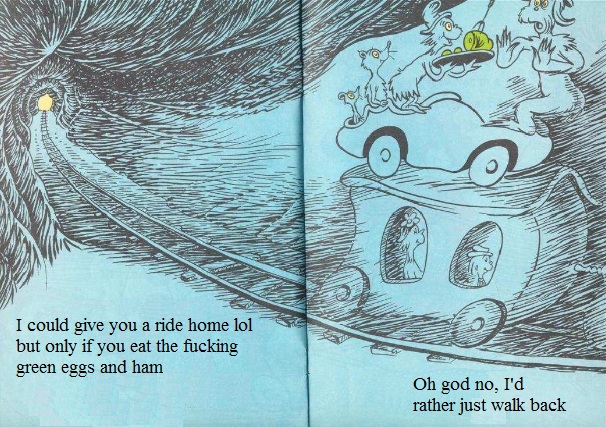 I could give you a ride home lol
but only if you eat the fucking
green eggs and ham
Oh god no, I'd
rather just walk back